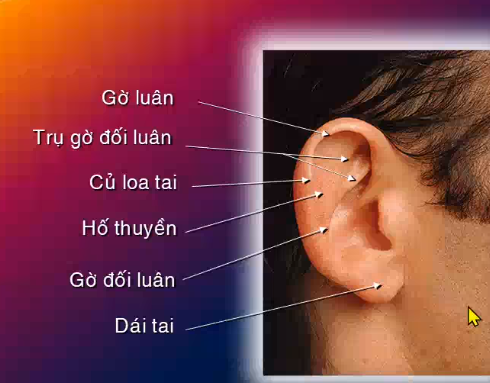 Gờ luân
Trụ gờ đối luân
Củ loa tai
Hố thuyền
Gờ đối luân
Dái tai